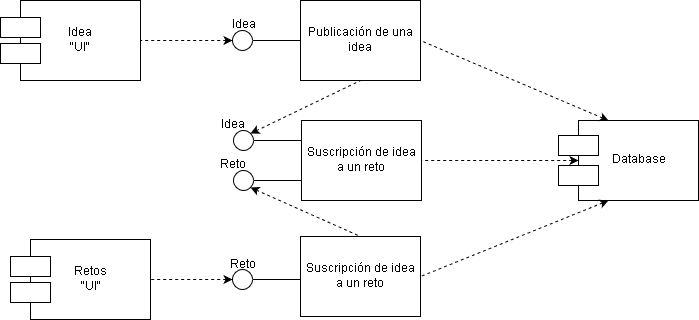 Idea
"UI"
Idea
Publicación de una
idea
Idea
Reto
Suscripción de idea
a un reto
Database
Retos
"UI"
Reto
Suscripción de idea
a un reto